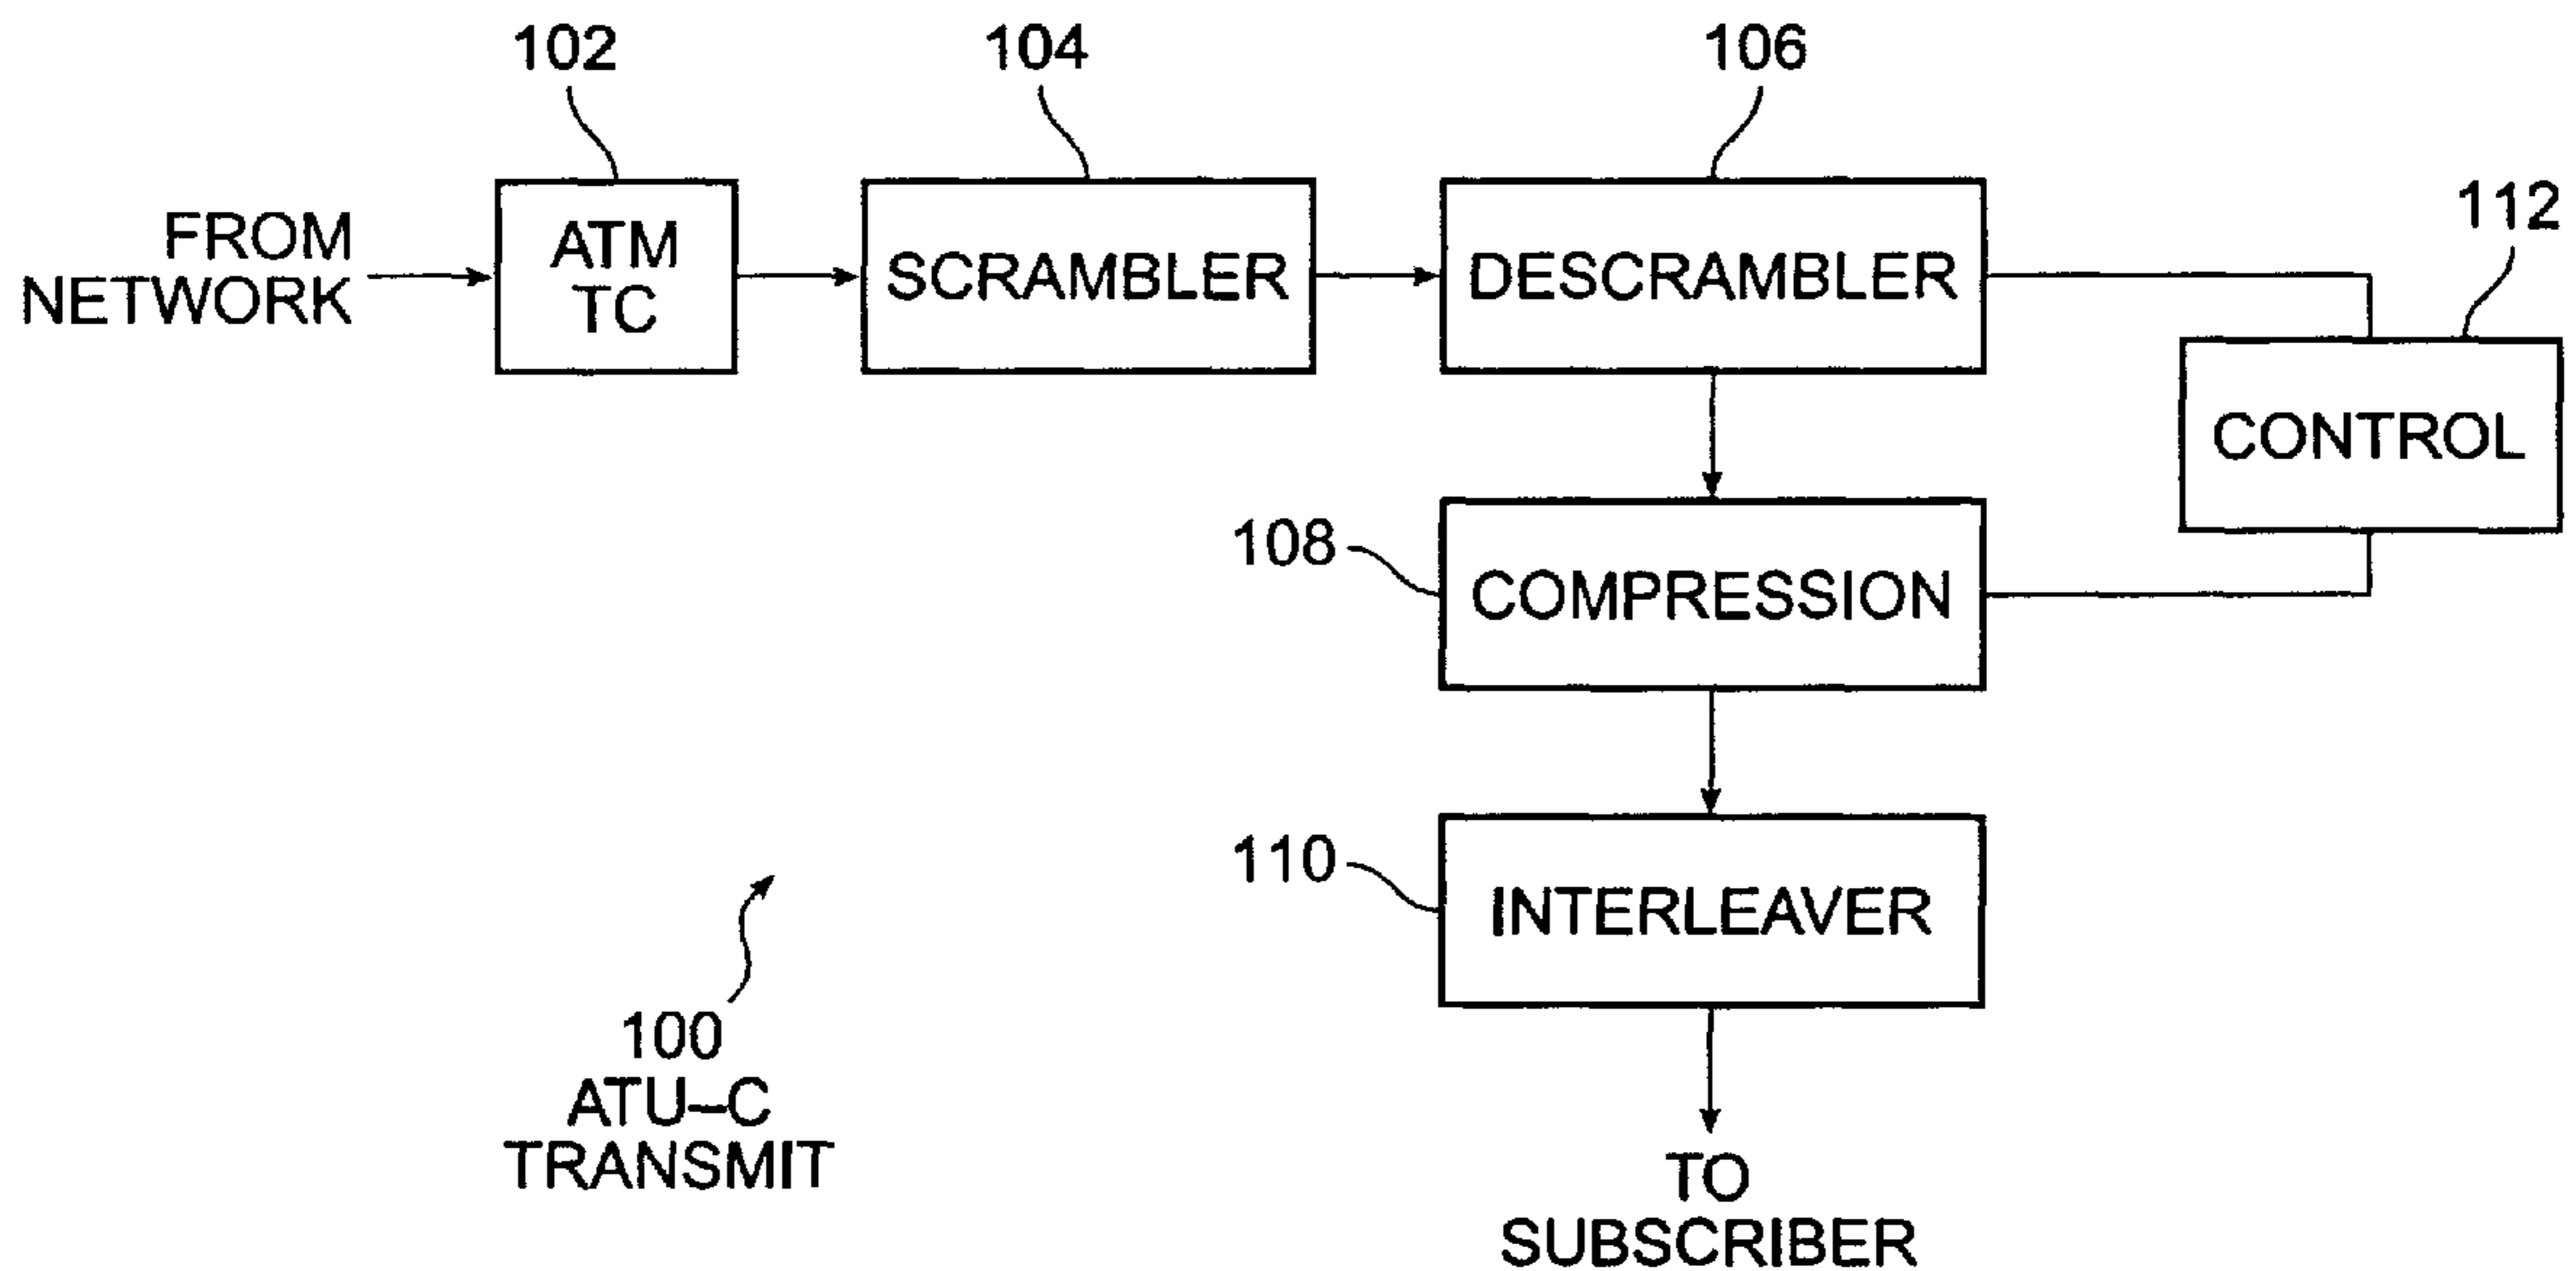 102
104
106
112
FROM
NETWORK
ATM
TC
SCRAMBLER
DESCRAMBLER
CONTROL
108
COMPRESSION
110
INTERLEAVER
100
ATU–C
TRANSMIT
TO
SUBSCRIBER